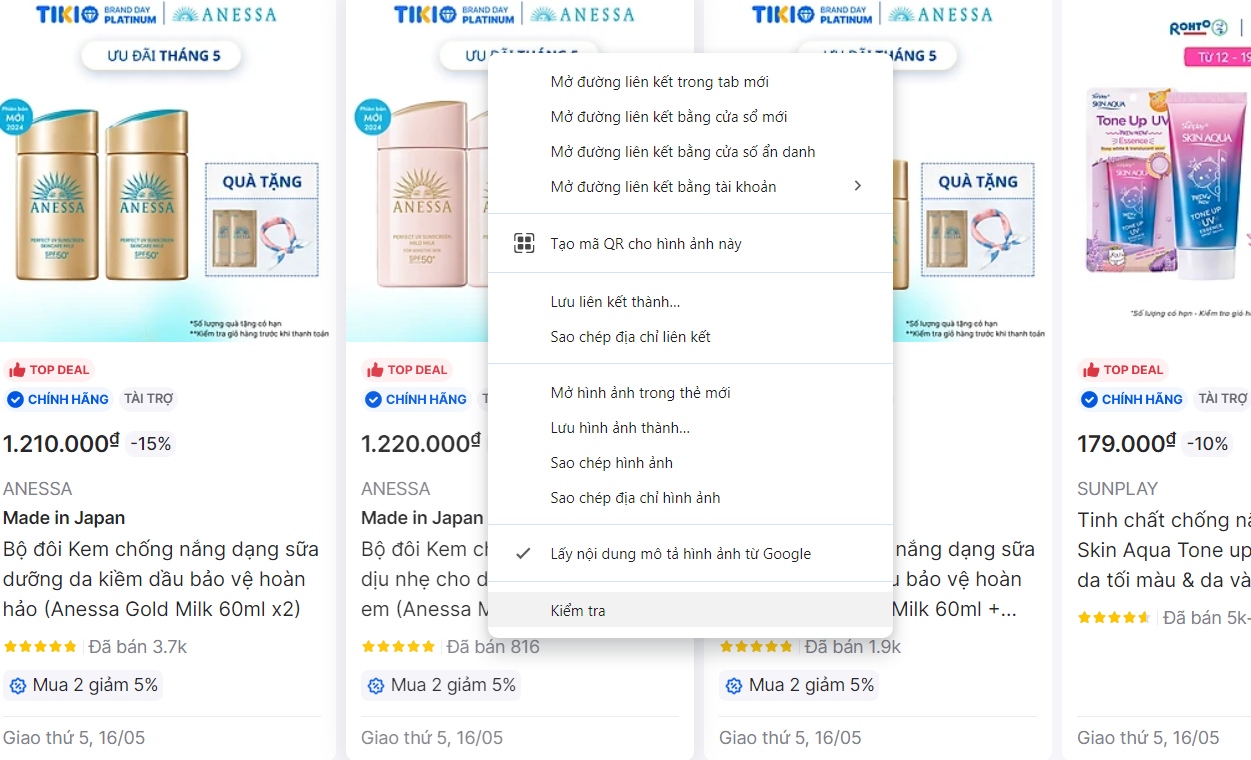 TIKI BRAND DAY PLATINUM ANESSA
ƯU ĐÃI THÁNG 5
Phiên bản
MỚI
2024
ANESSA
PERFECT UV SUNSCREEN
SKINCARE MILK
SPF50+
ANESSA
PERFECT UV SUNSCREEN
SKINCARE MILK
SPF50+
QUÀ TẶNG
*Số lượng quà tặng có hạn
**Kiểm tra giỏ hàng trước khi thanh toán
TOP DEAL
CHÍNH HÃNG
TÀI TRỢ
1.210.000₫ -15%
ANESSA
Made in Japan
Bộ đôi Kem chống nắng dạng sữa
dưỡng da kiềm dầu bảo vệ hoàn
hảo (Anessa Gold Milk 60ml x2)
Đã bán 3.7k
Mua 2 giảm 5%
Giao thứ 5, 16/05
TIKI BRAND DAY PLATINUM ANESSA
Phiên bản
MỚI
2024
ANESSA
PERFECT UV SUNSCREEN
MILD MILK
FOR SENSITIVE SKIN
SPF50+
TOP DEAL
CHÍNH HÃNG
1.220.000₫
ANESSA
Made in Japan
Bộ đôi Kem
dịu nhẹ cho
em (Anessa
Đã bán 816
Mua 2 giảm 5%
Giao thứ 5, 16/05
Mở đường liên kết trong tab mới
Mở đường liên kết bằng cửa sổ mới
Mở đường liên kết bằng cửa sổ ẩn danh
Mở đường liên kết bằng tài khoản
Tạo mã QR cho hình ảnh này
Lưu liên kết thành...
Sao chép địa chỉ liên kết
Mở hình ảnh trong thẻ mới
Lưu hình ảnh thành...
Sao chép hình ảnh
Sao chép địa chỉ hình ảnh
Lấy nội dung mô tả hình ảnh từ Google
Kiểm tra
TIKI BRAND DAY PLATINUM ANESSA
ƯU ĐÃI THÁNG 5
QUÀ TẶNG
*Số lượng quà tặng có hạn
**Kiểm tra giỏ hàng trước khi thanh toán
nắng dạng sữa
bảo vệ hoàn
Milk 60ml +...
Đã bán 1.9k
Mua 2 giảm 5%
Giao thứ 5, 16/05
ROHTO
Từ 12 - 19
Sunplay
SKIN AQUA
Tone Up UV
Essence
Sunplay
SKIN AQUA
TONE UP
UV
ESSENCE
*Số lượng có hạn - Kiểm tra giỏ
TOP DEAL
CHÍNH HÃNG
TÀI TRỢ
179.000₫ -10%
SUNPLAY
Tinh chất chống
Skin Aqua Tone up
da tối màu & da
Đã bán 5k
Giao thứ 5, 16/05